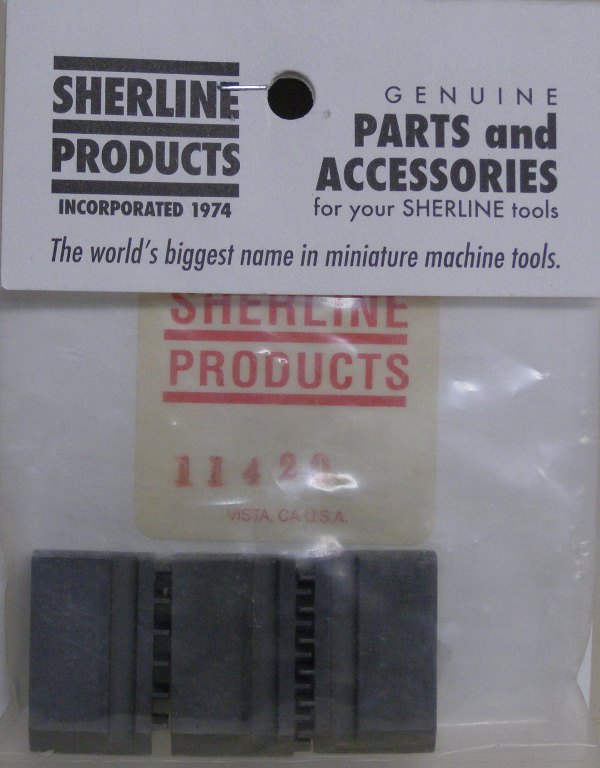 SHERLINE
PRODUCTS
INCORPORATED 1974
GENUINE
PARTS and
ACCESSORIES
for your SHERLINE tools
The world's biggest name in miniature machine tools.
SHERLINE
PRODUCTS
VISTA, CA U.S.A.